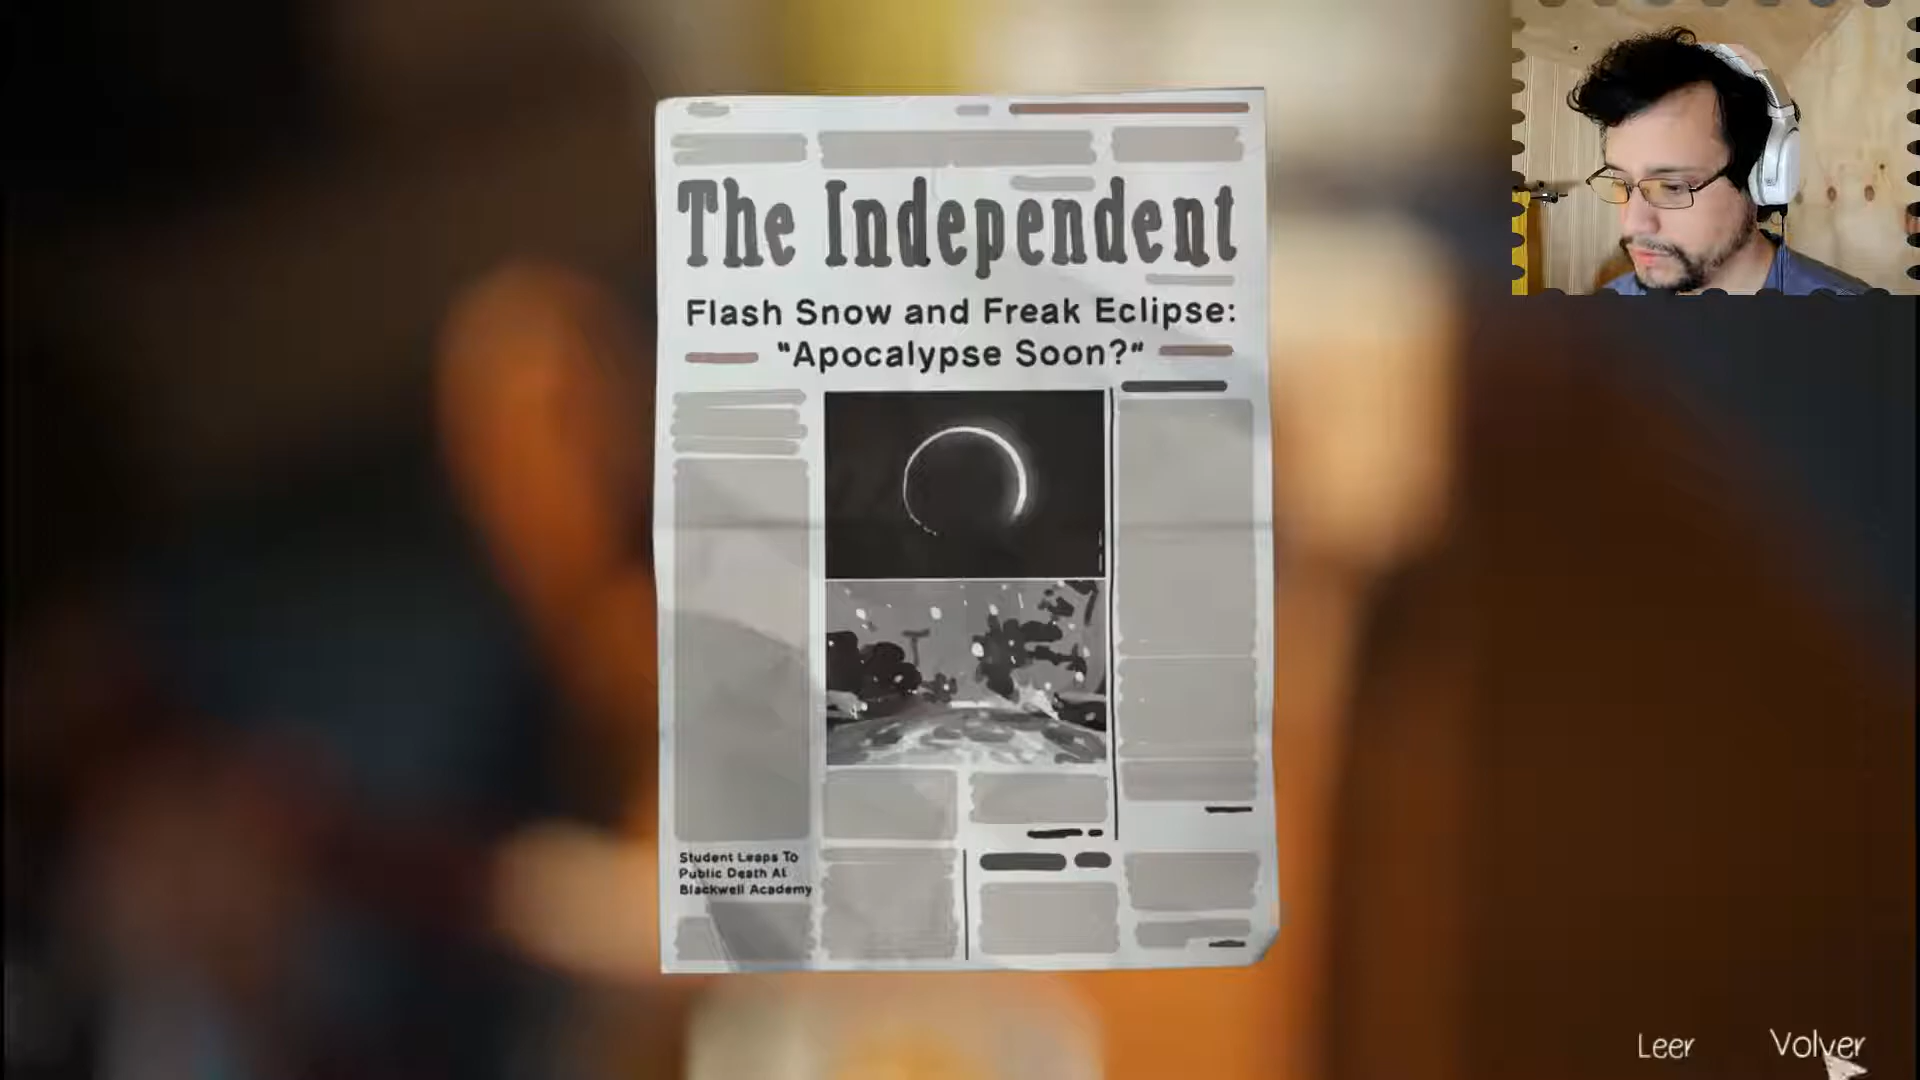 The Independent
Flash Snow and Freak Eclipse:
"Apocalypse Soon?"
Student Leaps To
Public Death At
Blackwell Academy
Leer
Volver